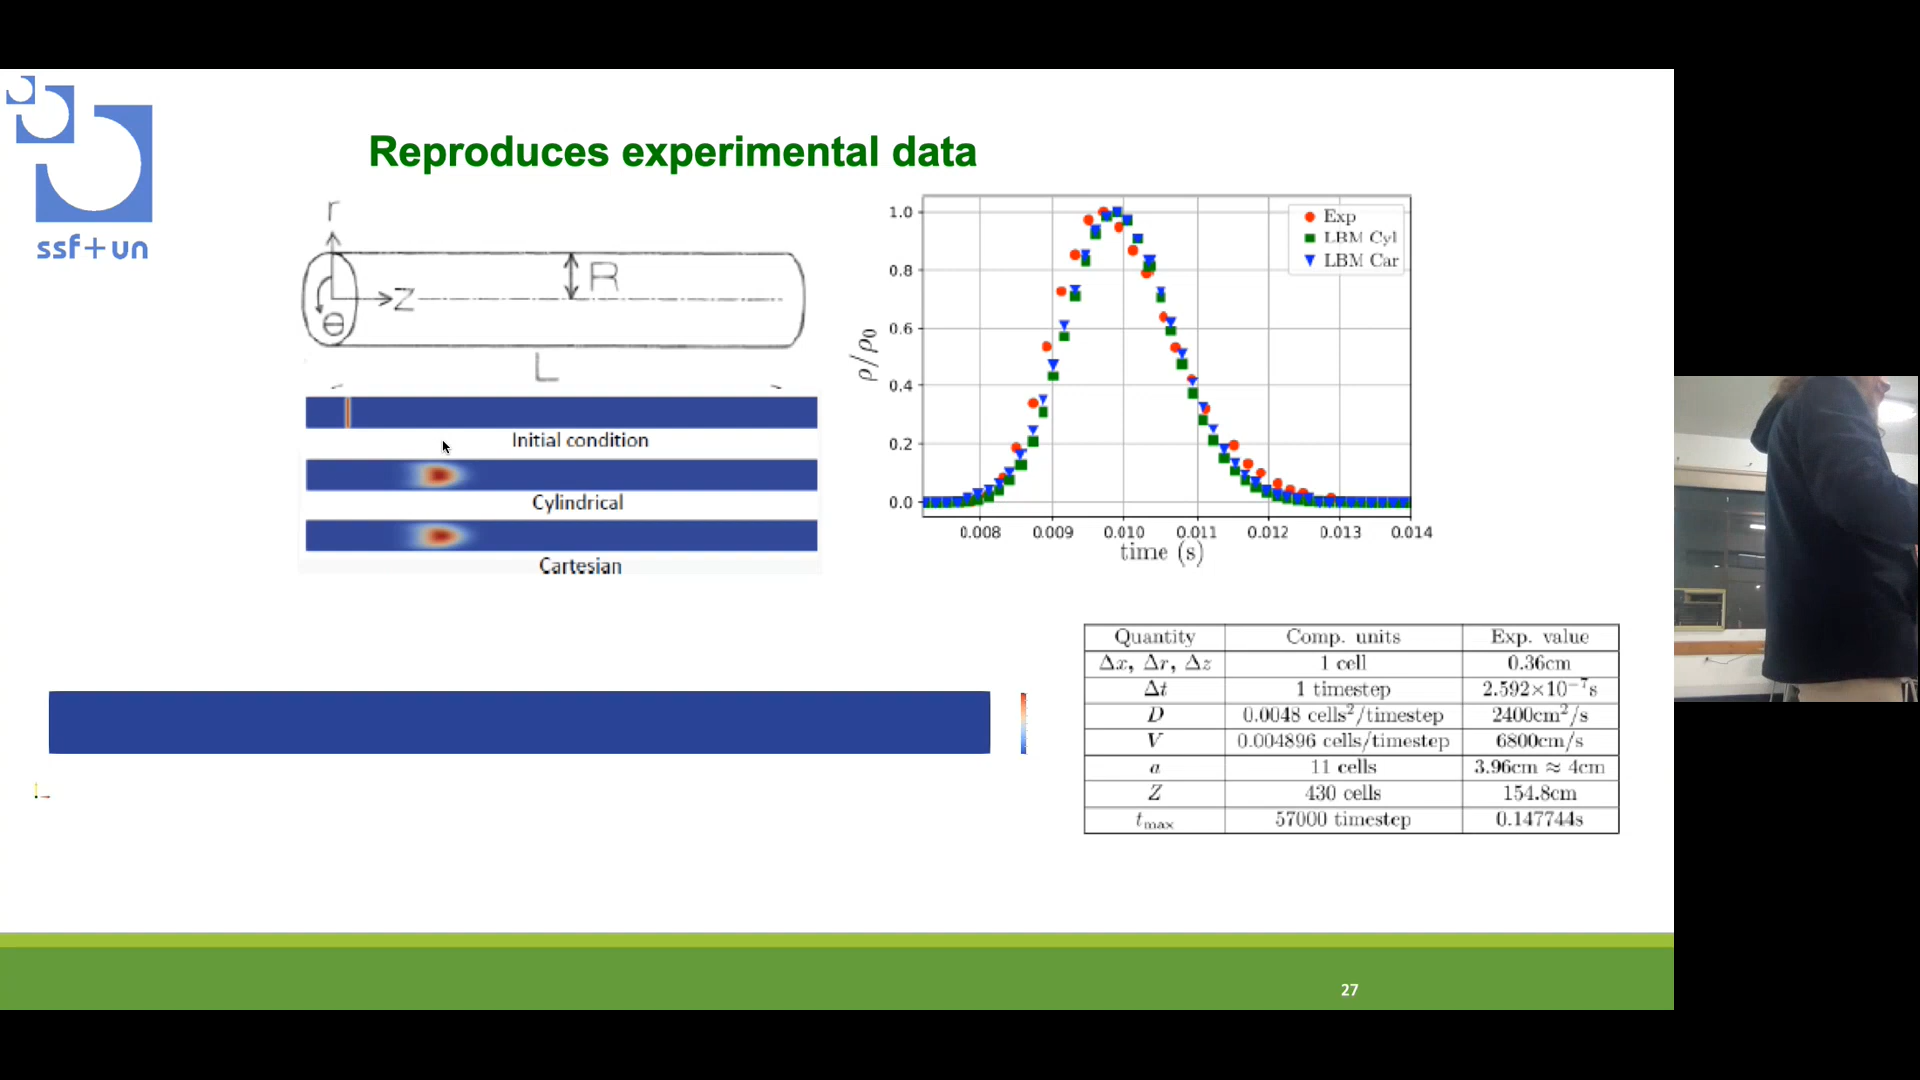 ssf+un
Reproduces experimental data
r
R
Z
θ
L
Initial condition
Cylindrical
Cartesian
Exp
LBM Cyl
LBM Car
1.0
0.8
0.6
0.4
0.2
0.0
ρ/ρ₀
0.008 0.009 0.010 0.011 0.012 0.013 0.014
time (s)
Quantity Comp. units Exp. value
Δx, Δr, Δz 1 cell 0.36cm
Δt 1 timestep 2.592×10⁻⁷s
D 0.0048 cells²/timestep 2400cm²/s
V 0.004896 cells/timestep 6800cm/s
a 11 cells 3.96cm ≈ 4cm
Z 430 cells 154.8cm
tmax 57000 timestep 0.147744s
27